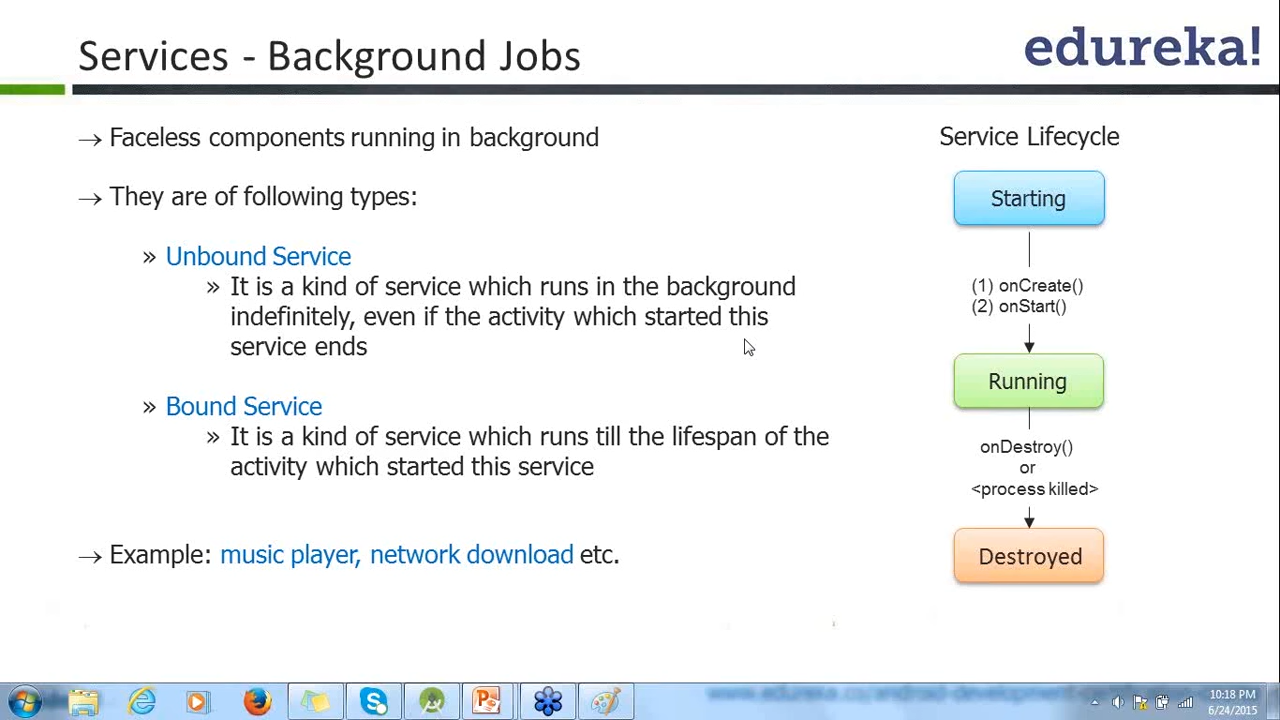 Services - Background Jobs
edureka!
→ Faceless components running in background
→ They are of following types:
» Unbound Service
» It is a kind of service which runs in the background
indefinitely, even if the activity which started this
service ends
» Bound Service
» It is a kind of service which runs till the lifespan of the
activity which started this service
→ Example: music player, network download etc.
Service Lifecycle
Starting
(1) onCreate()
(2) onStart()
Running
onDestroy()
or
<process killed>
Destroyed
10:18 PM
6/24/2015